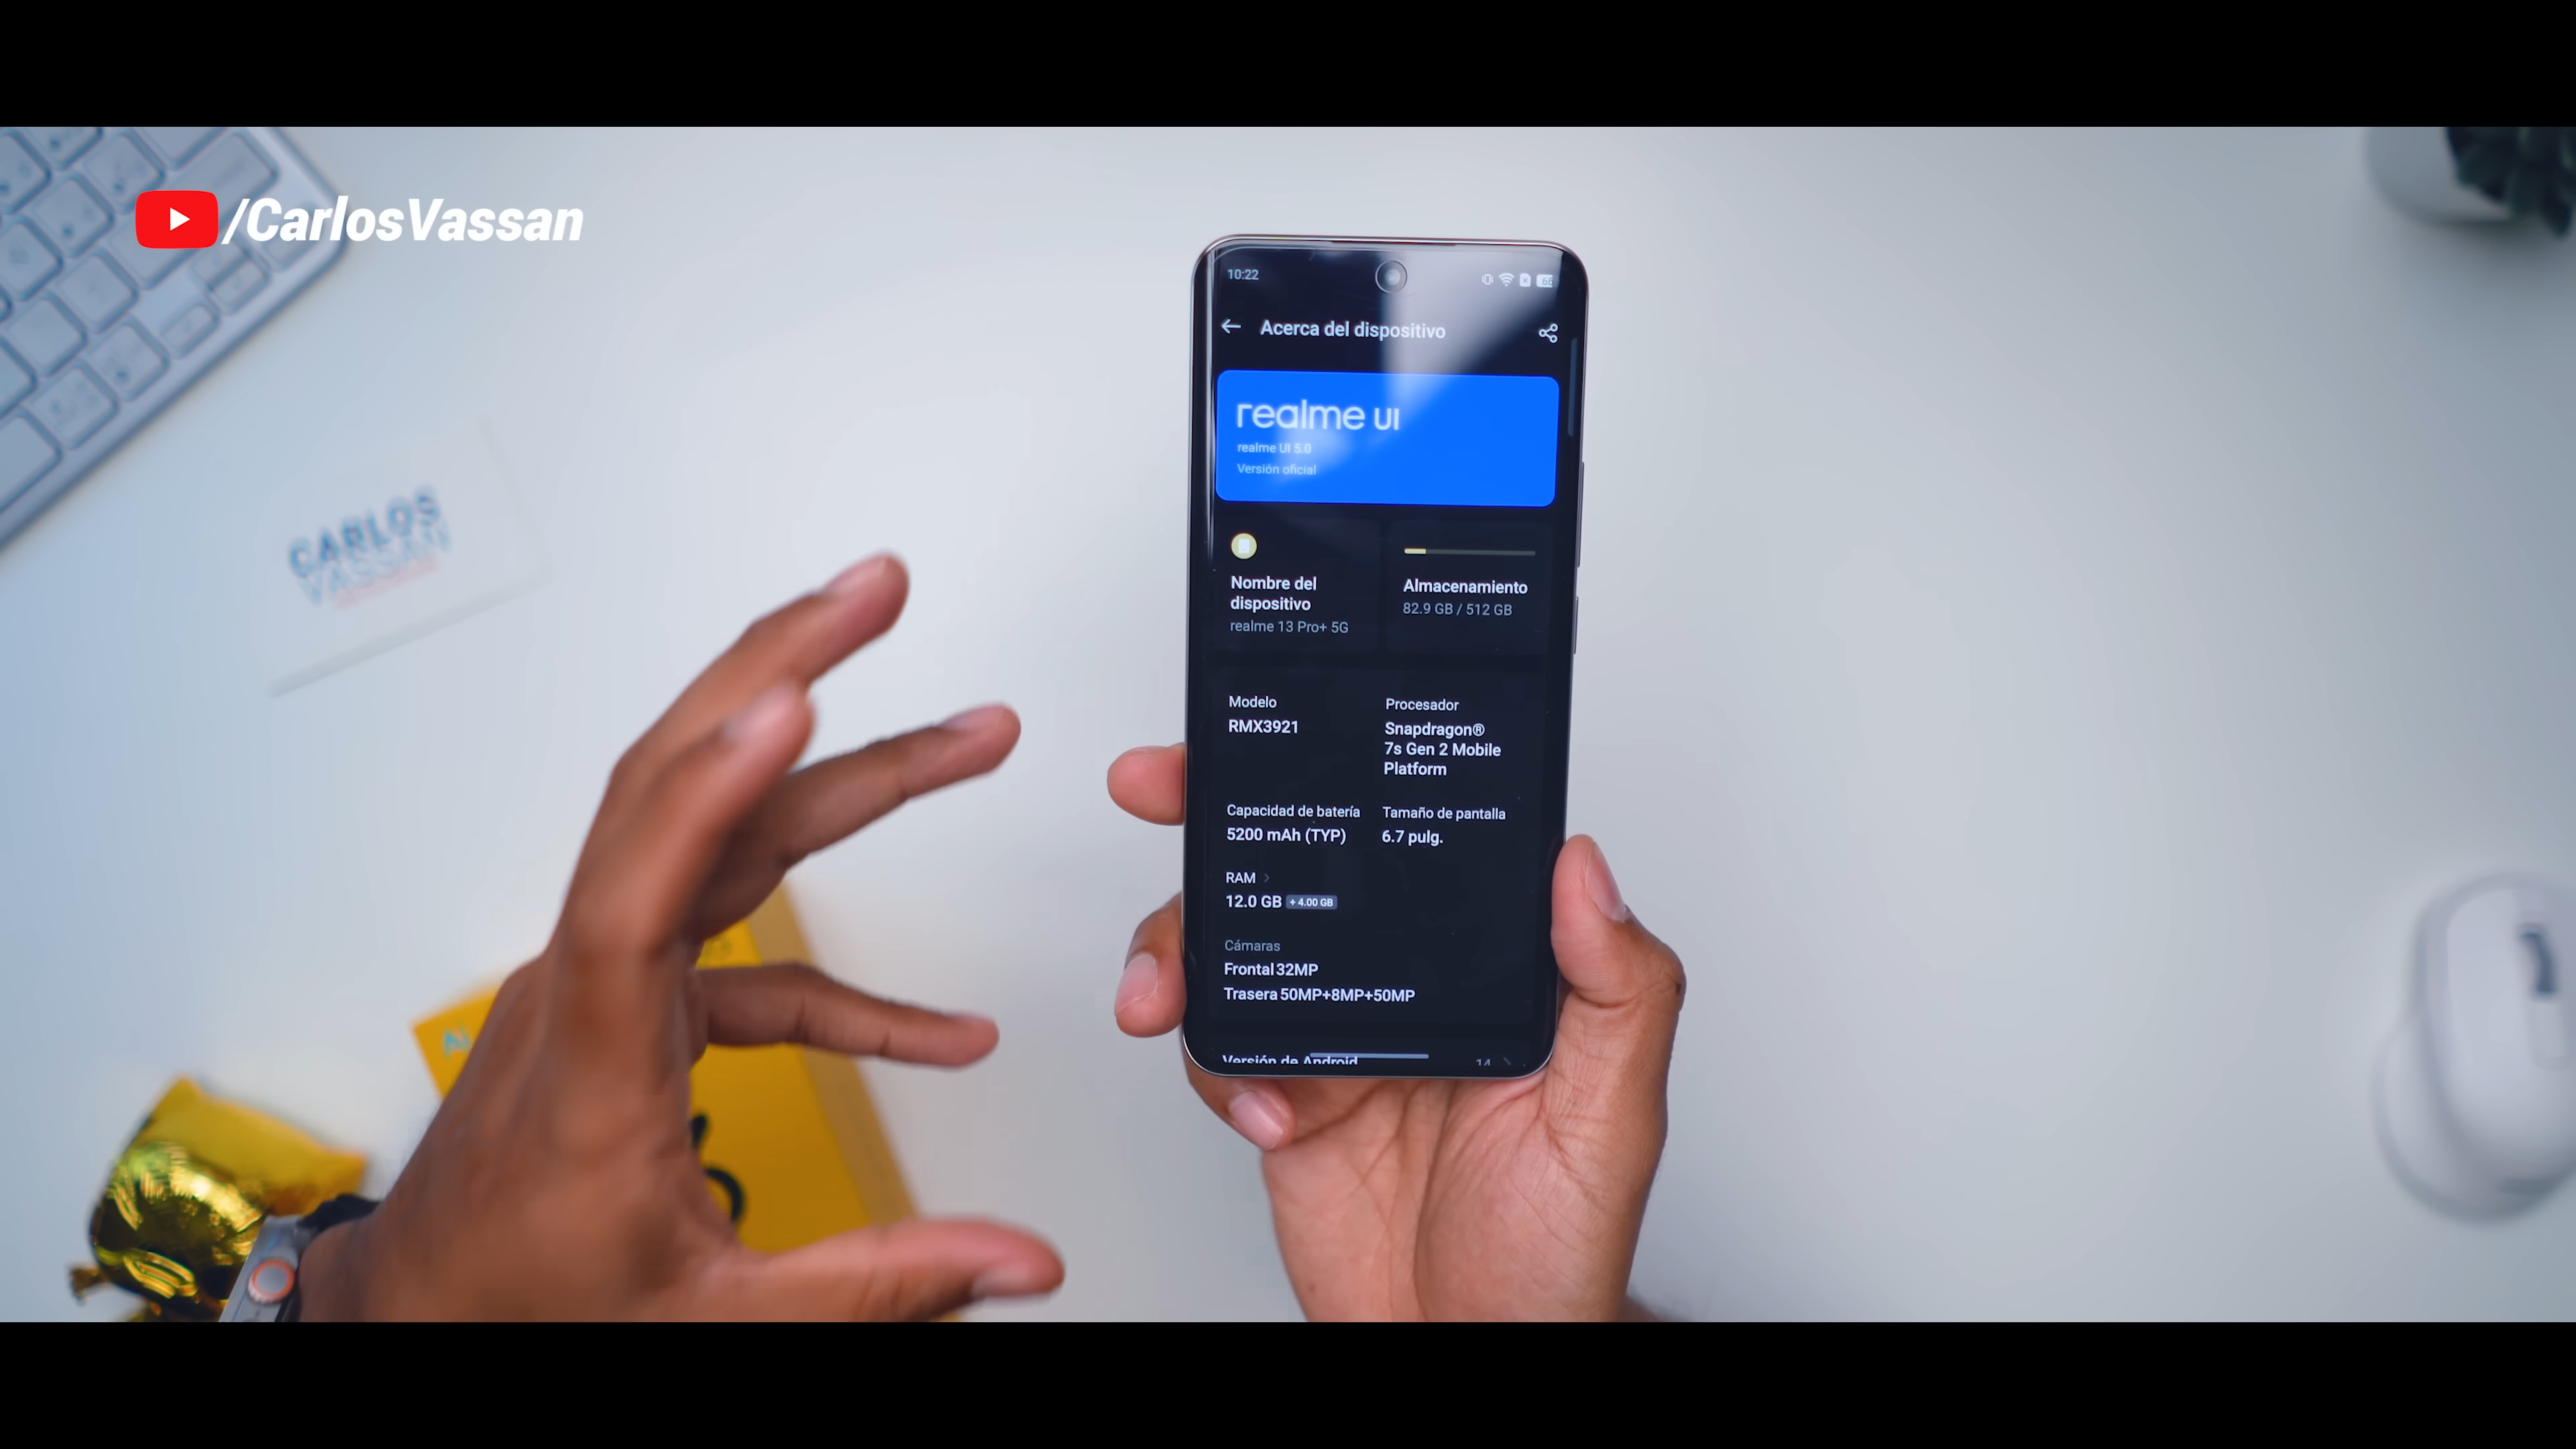 /CarlosVassan
CARLOS
VASSAN
10:22
Acerca del dispositivo
realme UI
realme UI 5.0
Versión oficial
Nombre del
dispositivo
realme 13 Pro+ 5G
Almacenamiento
82.9 GB / 512 GB
Modelo
RMX3921
Procesador
Snapdragon®
7s Gen 2 Mobile
Platform
Capacidad de batería
5200 mAh (TYP)
Tamaño de pantalla
6.7 pulg.
RAM
12.0 GB + 4.00 GB
Cámaras
Frontal 32MP
Trasera 50MP+8MP+50MP
Versión de Android 14